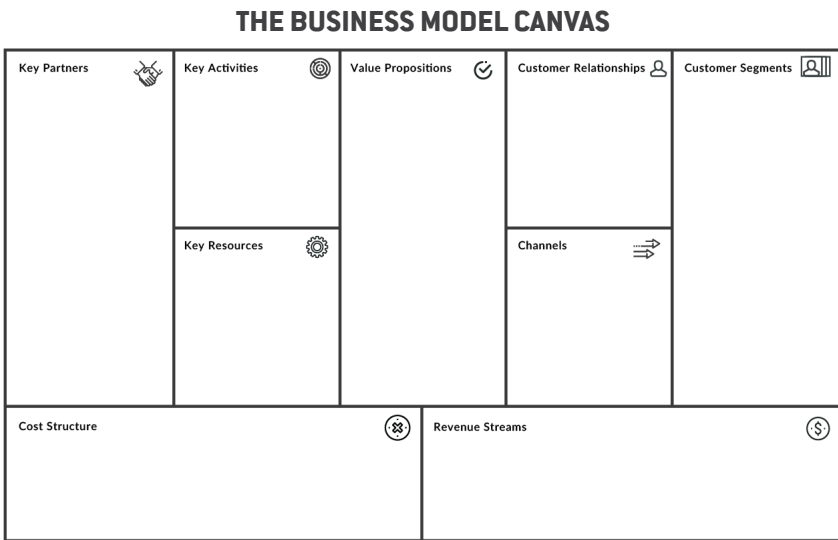 THE BUSINESS MODEL CANVAS
Key Partners
Key Activities
Value Propositions
Customer Relationships
Customer Segments
Key Resources
Channels
Cost Structure
Revenue Streams